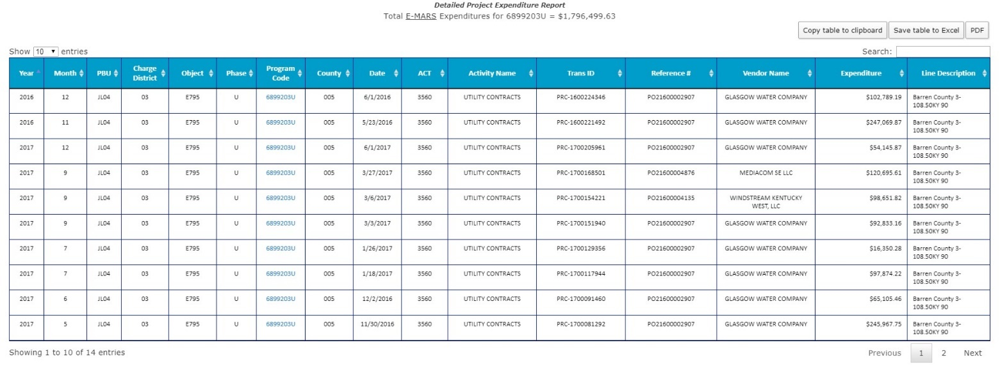 Detailed Project Expenditure Report
Total E-MARS Expenditures for 6899203U = $1,796,499.63
Copy table to clipboard Save table to Excel PDF
Show 10 entries Search:
Year Month PBU Charge District Object Phase Program Code County Date ACT Activity Name Trans ID Reference # Vendor Name Expenditure Line Description
2016 12 JL04 03 E795 U 6899203U 005 6/1/2016 3560 UTILITY CONTRACTS PRC-1600224346 PO21600002907 GLASGOW WATER COMPANY $102,789.19 Barren County 3-
108.50KY 90
2016 11 JL04 03 E795 U 6899203U 005 5/23/2016 3560 UTILITY CONTRACTS PRC-1600221492 PO21600002907 GLASGOW WATER COMPANY $247,069.87 Barren County 3-
108.50KY 90
2017 12 JL04 03 E795 U 6899203U 005 6/1/2017 3560 UTILITY CONTRACTS PRC-1700205961 PO21600002907 GLASGOW WATER COMPANY $54,145.87 Barren County 3-
108.50KY 90
2017 9 JL04 03 E795 U 6899203U 005 3/27/2017 3560 UTILITY CONTRACTS PRC-1700168501 PO21600004876 MEDIACOM SE LLC $120,695.61 Barren County 3-
108.50KY 90
2017 9 JL04 03 E795 U 6899203U 005 3/6/2017 3560 UTILITY CONTRACTS PRC-1700154221 PO21600004135 WINDSTREAM KENTUCKY WEST, LLC $98,651.82 Barren County 3-
108.50KY 90
2017 9 JL04 03 E795 U 6899203U 005 3/3/2017 3560 UTILITY CONTRACTS PRC-1700151940 PO21600002907 GLASGOW WATER COMPANY $92,833.16 Barren County 3-
108.50KY 90
2017 7 JL04 03 E795 U 6899203U 005 1/26/2017 3560 UTILITY CONTRACTS PRC-1700129356 PO21600002907 GLASGOW WATER COMPANY $16,350.28 Barren County 3-
108.50KY 90
2017 7 JL04 03 E795 U 6899203U 005 1/18/2017 3560 UTILITY CONTRACTS PRC-1700117944 PO21600002907 GLASGOW WATER COMPANY $97,874.22 Barren County 3-
108.50KY 90
2017 6 JL04 03 E795 U 6899203U 005 12/2/2016 3560 UTILITY CONTRACTS PRC-1700091460 PO21600002907 GLASGOW WATER COMPANY $65,105.46 Barren County 3-
108.50KY 90
2017 5 JL04 03 E795 U 6899203U 005 11/30/2016 3560 UTILITY CONTRACTS PRC-1700081292 PO21600002907 GLASGOW WATER COMPANY $245,967.75 Barren County 3-
108.50KY 90
Showing 1 to 10 of 14 entries Previous 1 2 Next